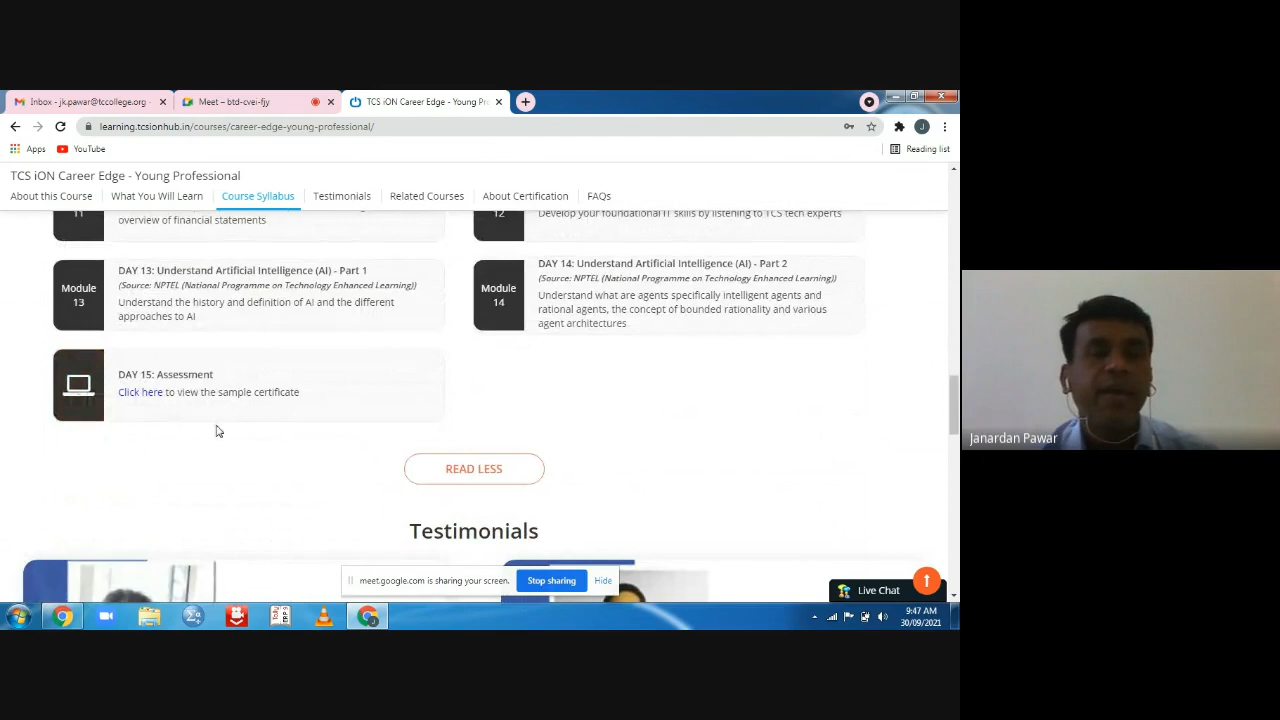 Inbox - jk.pawar@tccollege.org -
Meet – btd-cvei-fjy
TCS iON Career Edge - Young Pr
learning.tcsionhub.in/courses/career-edge-young-professional/
J
Apps
YouTube
Reading list
TCS iON Career Edge - Young Professional
About this Course
What You Will Learn
Course Syllabus
Testimonials
Related Courses
About Certification
FAQs
11
overview of financial statements
12
Develop your foundational IT skills by listening to TCS tech experts
Module
13
DAY 13: Understand Artificial Intelligence (AI) - Part 1
(Source: NPTEL (National Programme on Technology Enhanced Learning))
Understand the history and definition of AI and the different
approaches to AI
Module
14
DAY 14: Understand Artificial Intelligence (AI) - Part 2
(Source: NPTEL (National Programme on Technology Enhanced Learning))
Understand what are agents specifically intelligent agents and
rational agents, the concept of bounded rationality and various
agent architectures
DAY 15: Assessment
Click here to view the sample certificate
READ LESS
Testimonials
meet.google.com is sharing your screen.
Stop sharing
Hide
Live Chat
9:47 AM
30/09/2021
Janardan Pawar